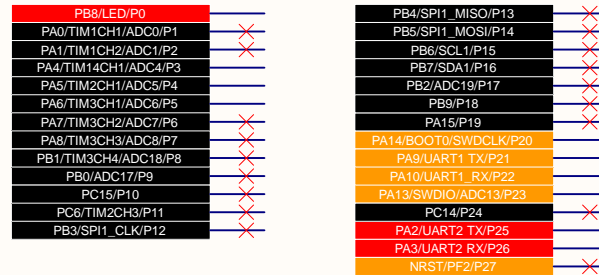 PB8/LED/P0
PA0/TIM1CH1/ADC0/P1
PA1/TIM1CH2/ADC1/P2
PA4/TIM14CH1/ADC4/P3
PA5/TIM2CH1/ADC5/P4
PA6/TIM3CH1/ADC6/P5
PA7/TIM3CH2/ADC7/P6
PA8/TIM3CH3/ADC8/P7
PB1/TIM3CH4/ADC18/P8
PB0/ADC17/P9
PC15/P10
PC6/TIM2CH3/P11
PB3/SPI1_CLK/P12
PB4/SPI1_MISO/P13
PB5/SPI1_MOSI/P14
PB6/SCL1/P15
PB7/SDA1/P16
PB2/ADC19/P17
PB9/P18
PA15/P19
PA14/BOOT0/SWDCLK/P20
PA9/UART1 TX/P21
PA10/UART1_RX/P22
PA13/SWDIO/ADC13/P23
PC14/P24
PA2/UART2 TX/P25
PA3/UART2 RX/P26
NRST/PF2/P27